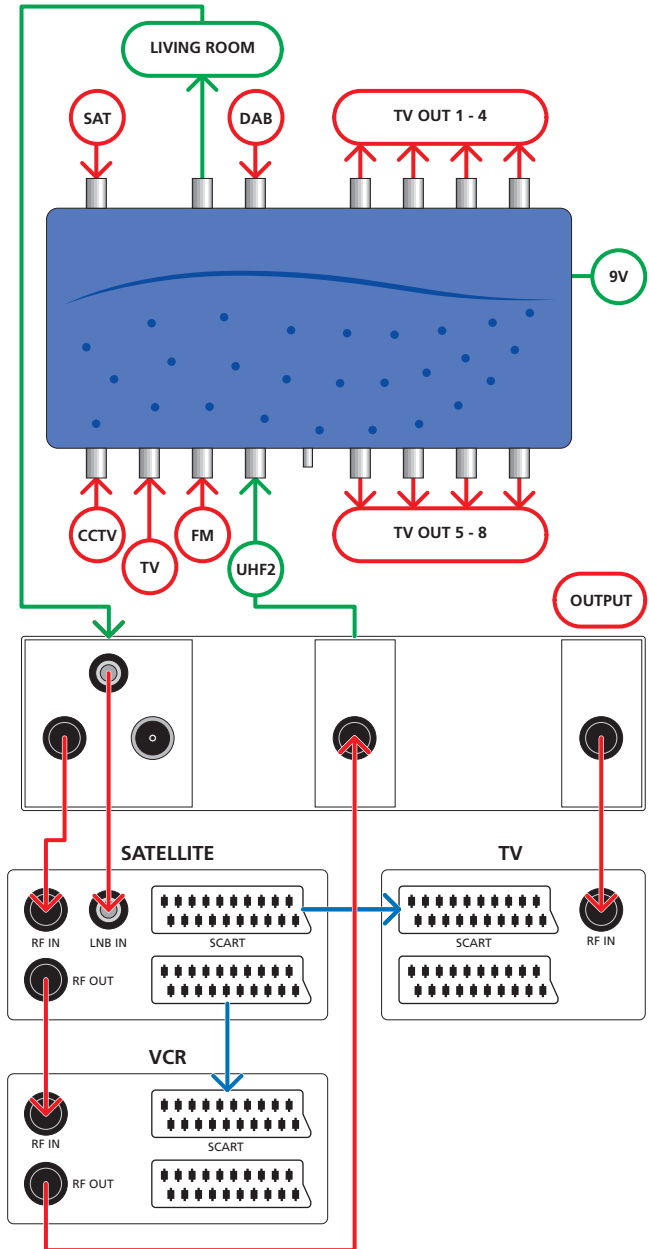 LIVING ROOM
SAT
DAB
TV OUT 1 - 4
9V
CCTV
TV
FM
UHF2
TV OUT 5 - 8
OUTPUT
SATELLITE
TV
RF IN
LNB IN
SCART
SCART
RF IN
RF OUT
VCR
RF IN
SCART
RF OUT